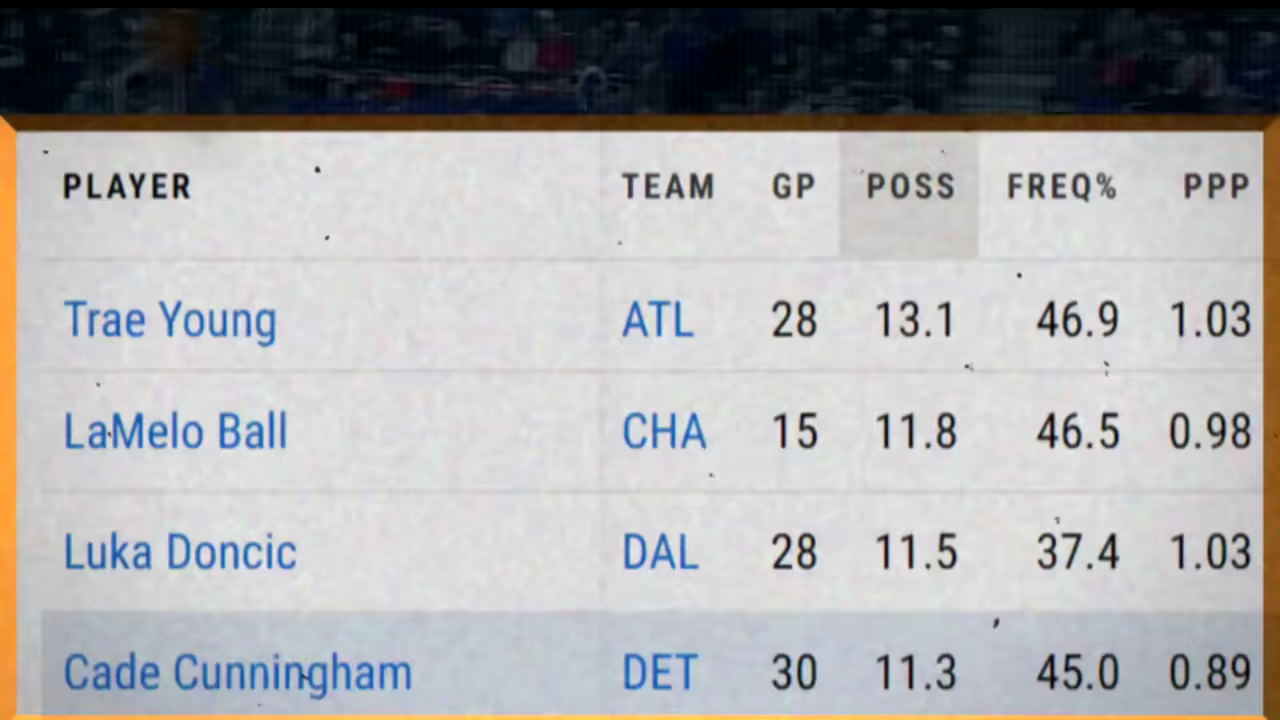 PLAYER TEAM GP POSS FREQ% PPP
Trae Young ATL 28 13.1 46.9 1.03
LaMelo Ball CHA 15 11.8 46.5 0.98
Luka Doncic DAL 28 11.5 37.4 1.03
Cade Cunningham DET 30 11.3 45.0 0.89